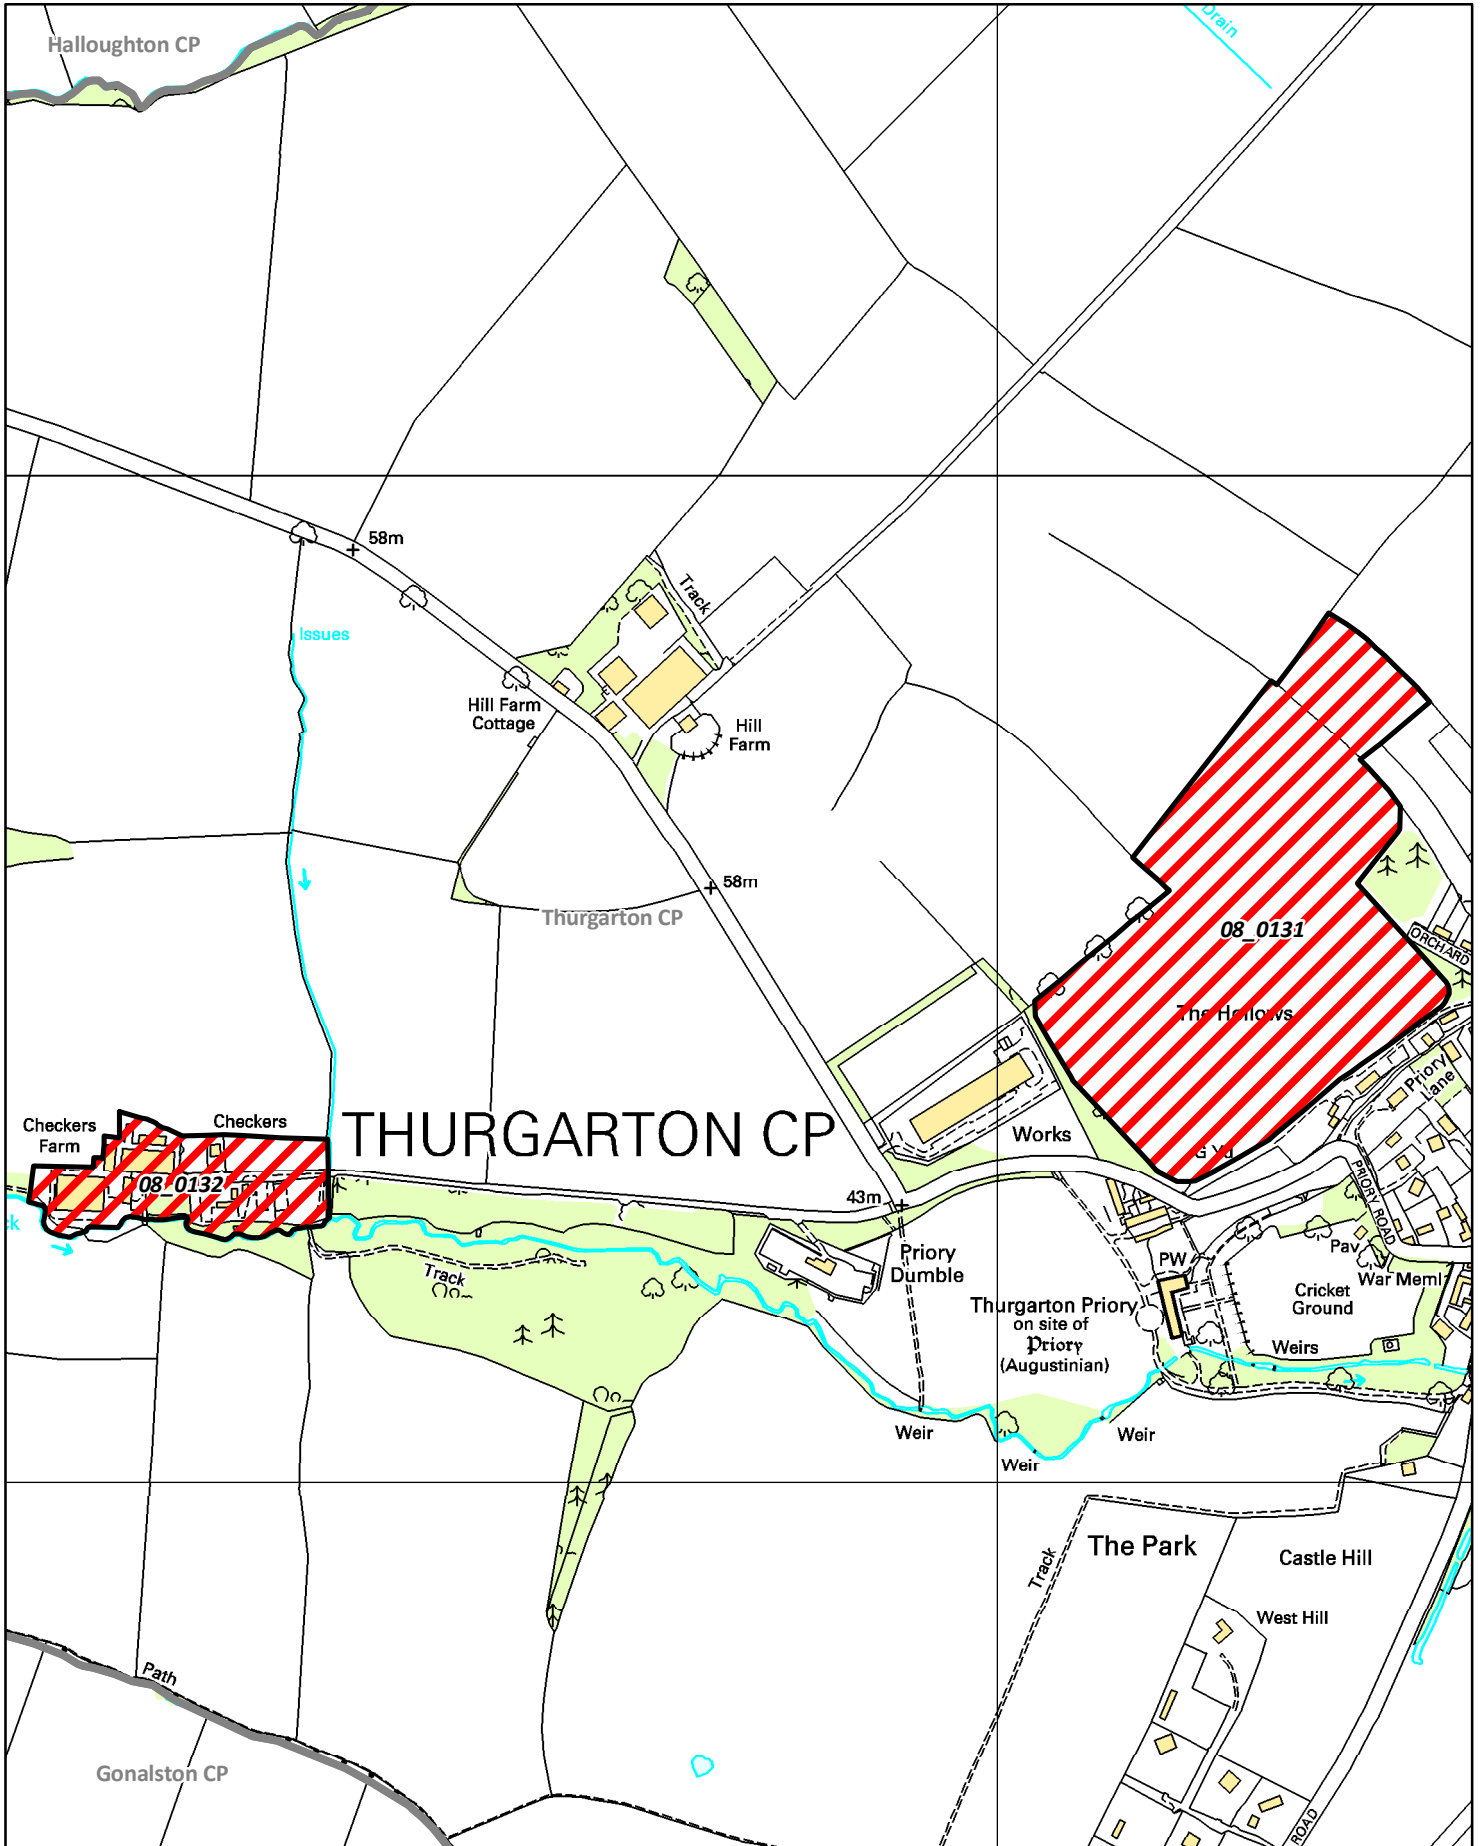 Halloughton CP
Drain
58m
Issues
Track
Hill Farm
Cottage
Hill
Farm
58m
Thurgarton CP
08_0131
ORCHARD
The Hollows
Priory
Lane
Checkers
Farm
Checkers
THURGARTON CP
Works
08_0132
43m
PRIORY ROAD
Priory
Dumble
Track
PW
Pav
War Meml
Cricket
Ground
Thurgarton Priory
on site of
Priory
(Augustinian)
Weirs
Weir
Weir
Weir
The Park
Castle Hill
Track
West Hill
Path
Gonalston CP
ROAD